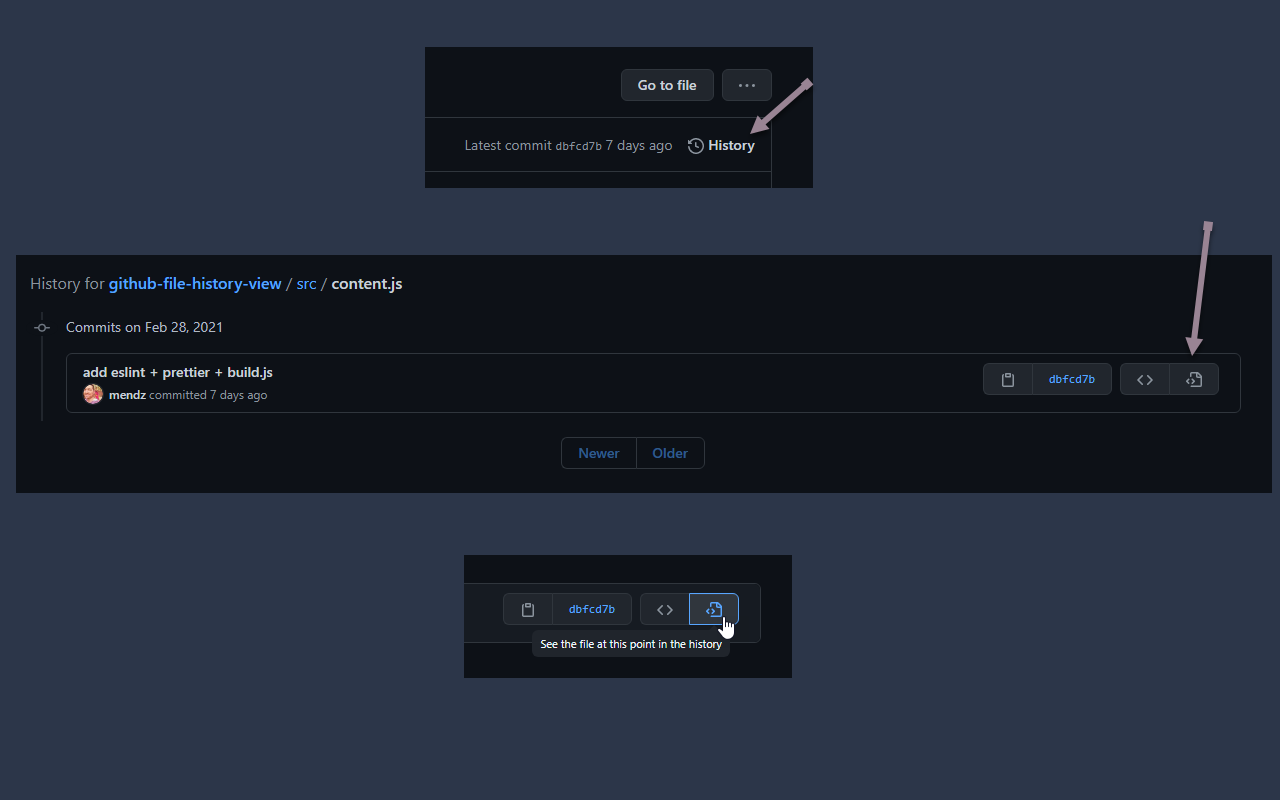 Go to file ...
Latest commit dbfcd7b 7 days ago History
History for github-file-history-view / src / content.js
Commits on Feb 28, 2021
add eslint + prettier + build.js
mendz committed 7 days ago
dbfcd7b <>
Newer Older
dbfcd7b <>
See the file at this point in the history